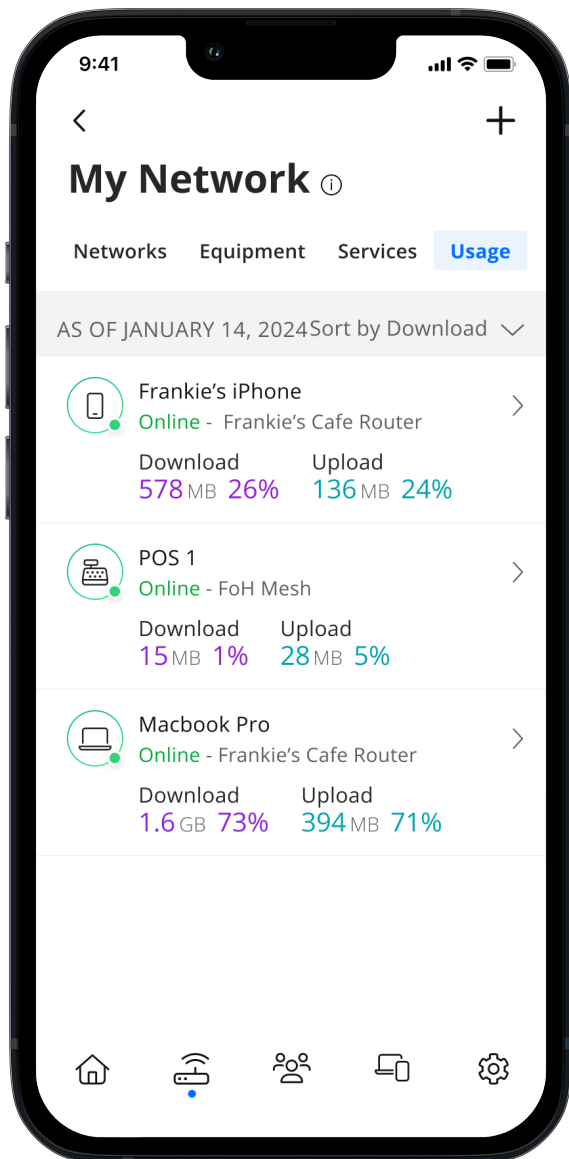 9:41
My Network
Networks Equipment Services Usage
AS OF JANUARY 14, 2024 Sort by Download
Frankie’s iPhone
Online - Frankie’s Cafe Router
Download Upload
578 MB 26% 136 MB 24%
POS 1
Online - FoH Mesh
Download Upload
15 MB 1% 28 MB 5%
Macbook Pro
Online - Frankie’s Cafe Router
Download Upload
1.6 GB 73% 394 MB 71%